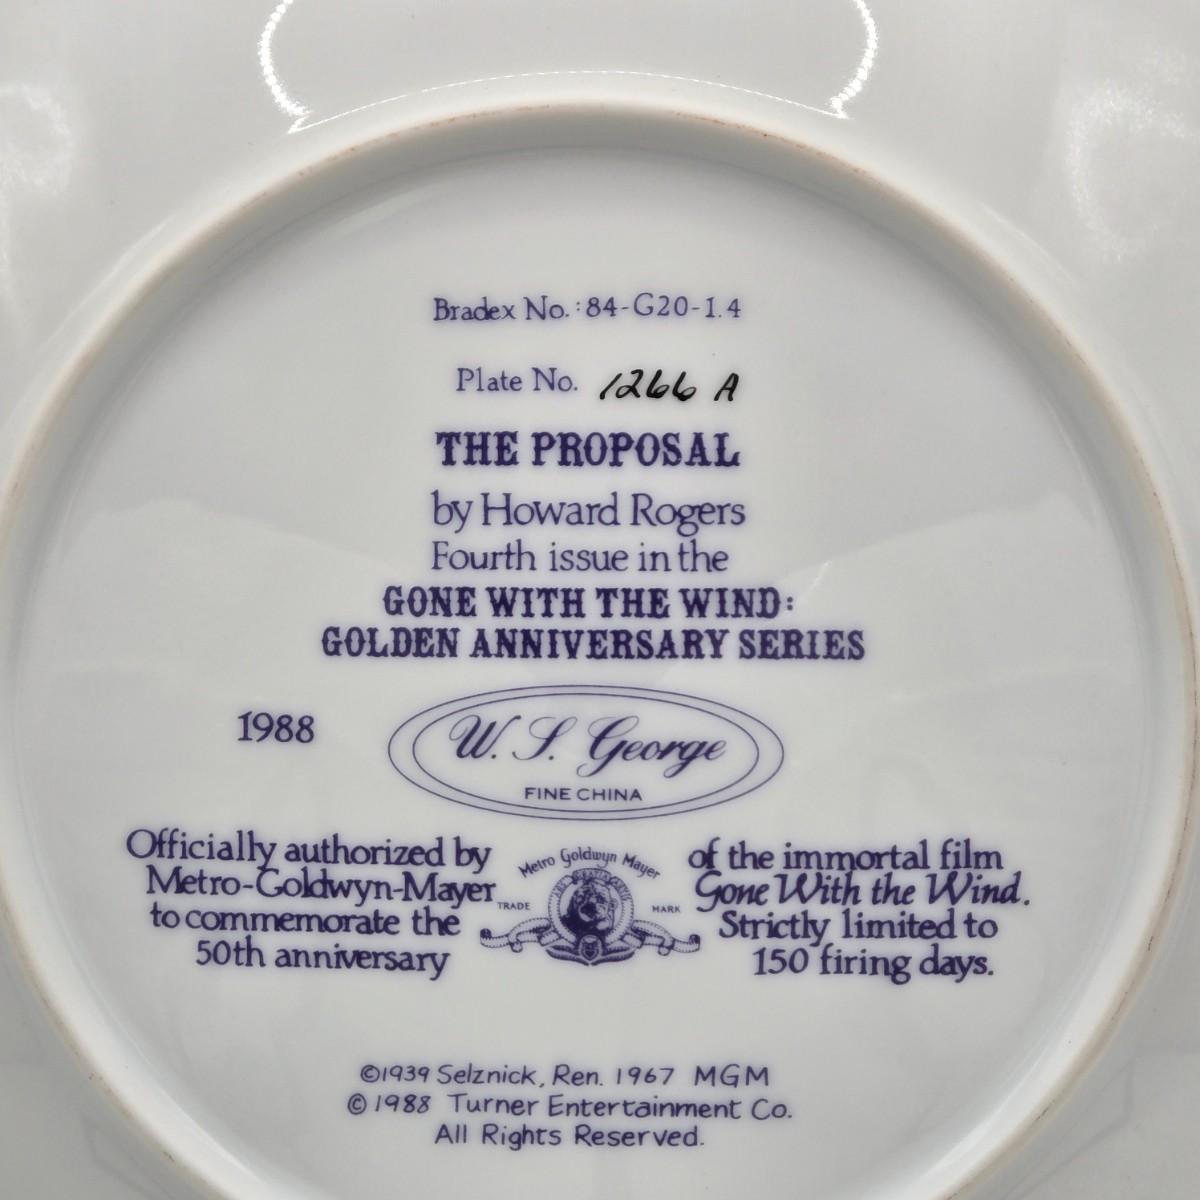 Bradex No.: 84-G20-1.4
Plate No. 1266 A
THE PROPOSAL
by Howard Rogers
Fourth issue in the
GONE WITH THE WIND:
GOLDEN ANNIVERSARY SERIES
1988
W. S. George
FINE CHINA
Officially authorized by
Metro-Goldwyn-Mayer
to commemorate the
50th anniversary
Metro Goldwyn Mayer
ARS GRATIA ARTIS
TRADE MARK
of the immortal film
Gone With the Wind.
Strictly limited to
150 firing days.
©1939 Selznick, Ren. 1967 MGM
©1988 Turner Entertainment Co.
All Rights Reserved.